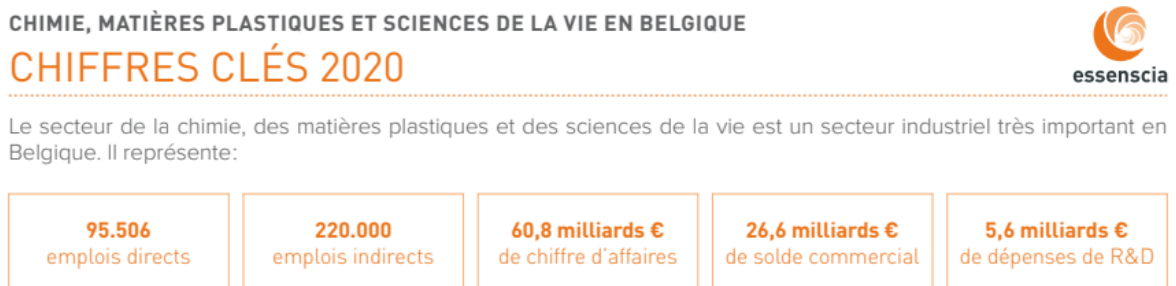 CHIMIE, MATIÈRES PLASTIQUES ET SCIENCES DE LA VIE EN BELGIQUE
CHIFFRES CLÉS 2020
essenscia
Le secteur de la chimie, des matières plastiques et des sciences de la vie est un secteur industriel très important en
Belgique. Il représente:
95.506
emplois directs
220.000
emplois indirects
60,8 milliards €
de chiffre d'affaires
26,6 milliards €
de solde commercial
5,6 milliards €
de dépenses de R&D